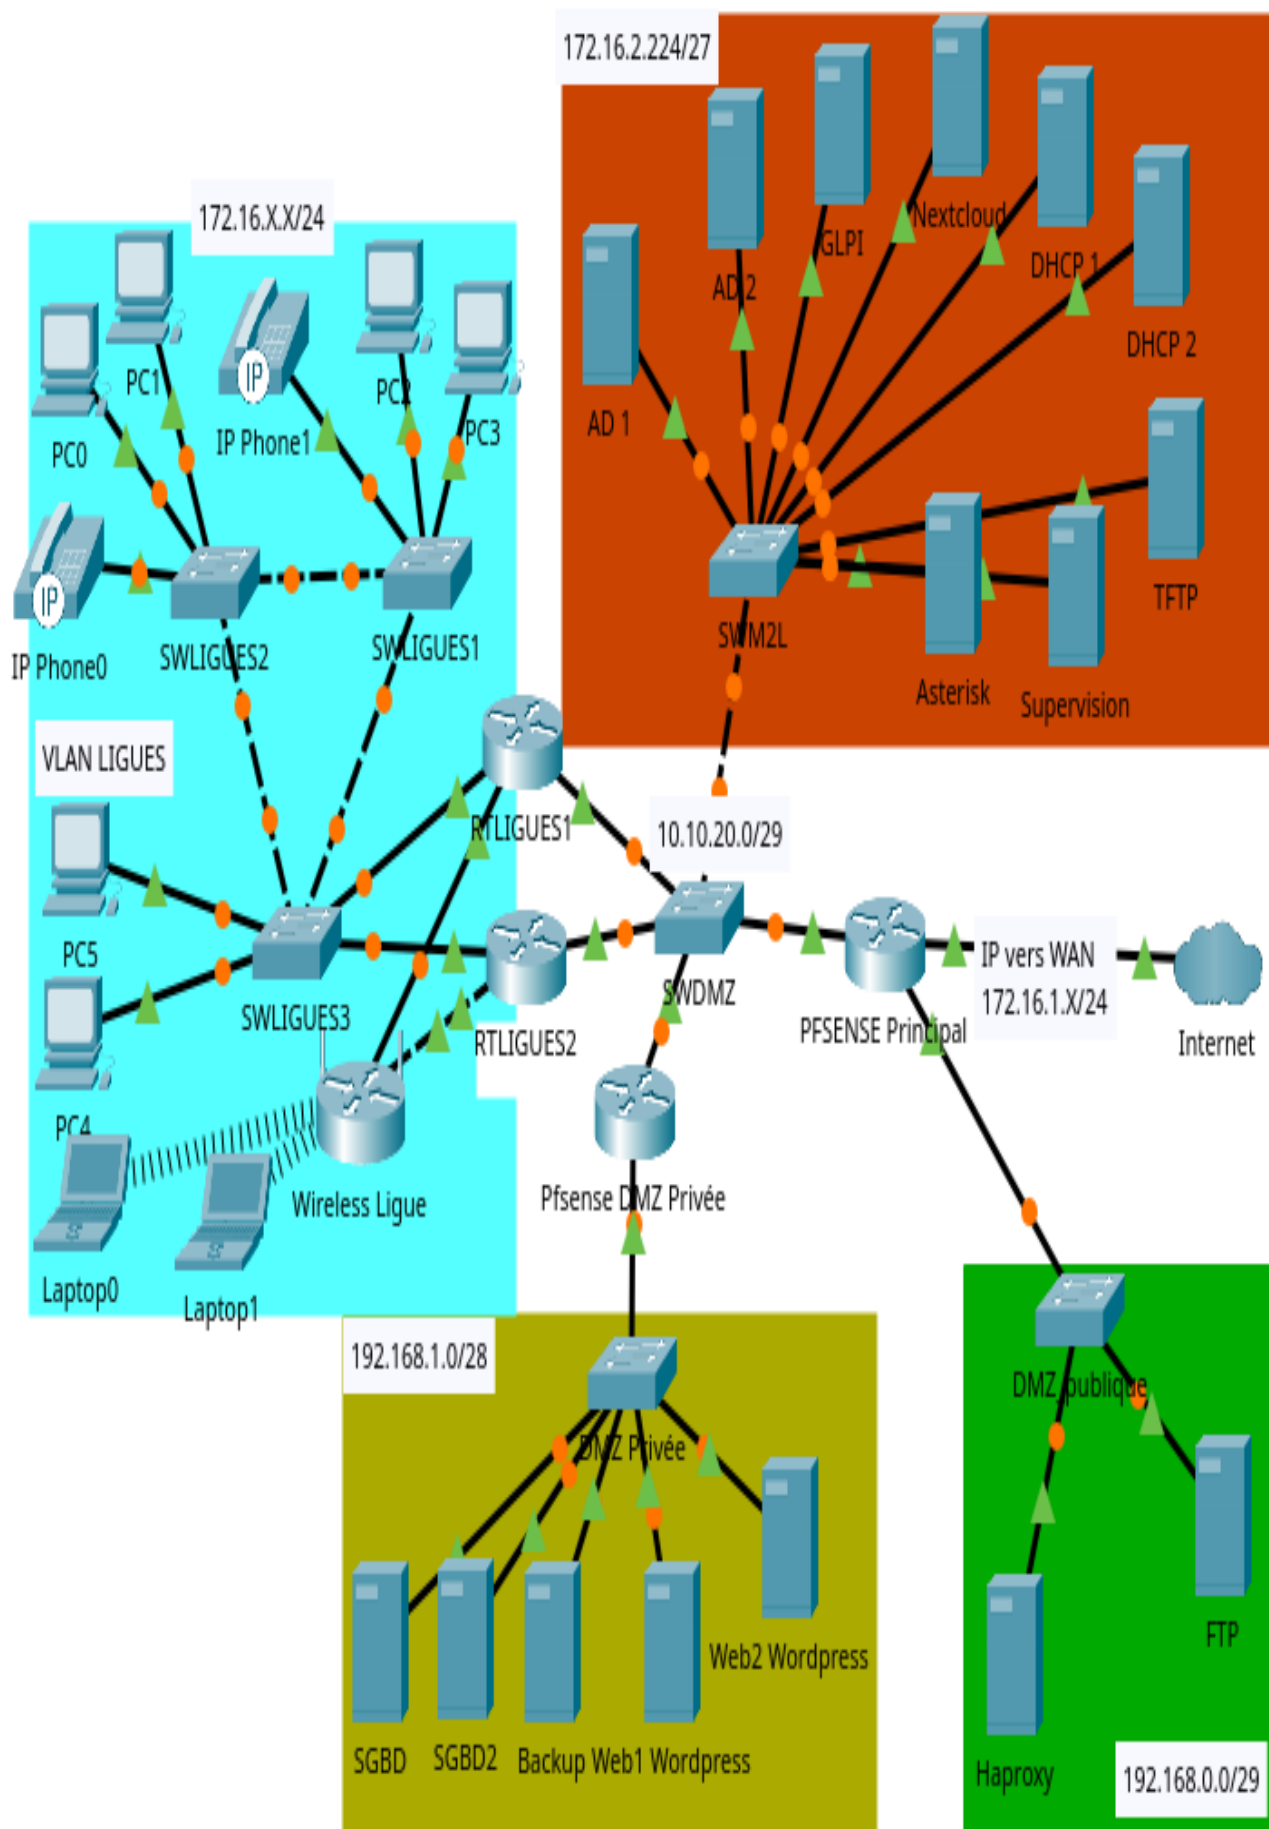 172.16.2.224/27
Nextcloud
GLPI
DHCP 1
AD 2
DHCP 2
AD 1
172.16.X.X/24
PC1
PC2
IP
IP Phone1
PC3
PC0
IP
IP Phone0
SWLIGUES2
SWLIGUES1
SWM2L
TFTP
Asterisk
Supervision
VLAN LIGUES
RTLIGUES1
10.10.20.0/29
PC5
SWLIGUES3
RTLIGUES2
SWDMZ
PFSENSE Principal
IP vers WAN
172.16.1.X/24
Internet
PC4
Wireless Ligue
Pfsense DMZ Privée
Laptop0
Laptop1
192.168.1.0/28
DMZ Privée
DMZ publique
Web2 Wordpress
SGBD
SGBD2
Backup
Web1 Wordpress
FTP
Haproxy
192.168.0.0/29